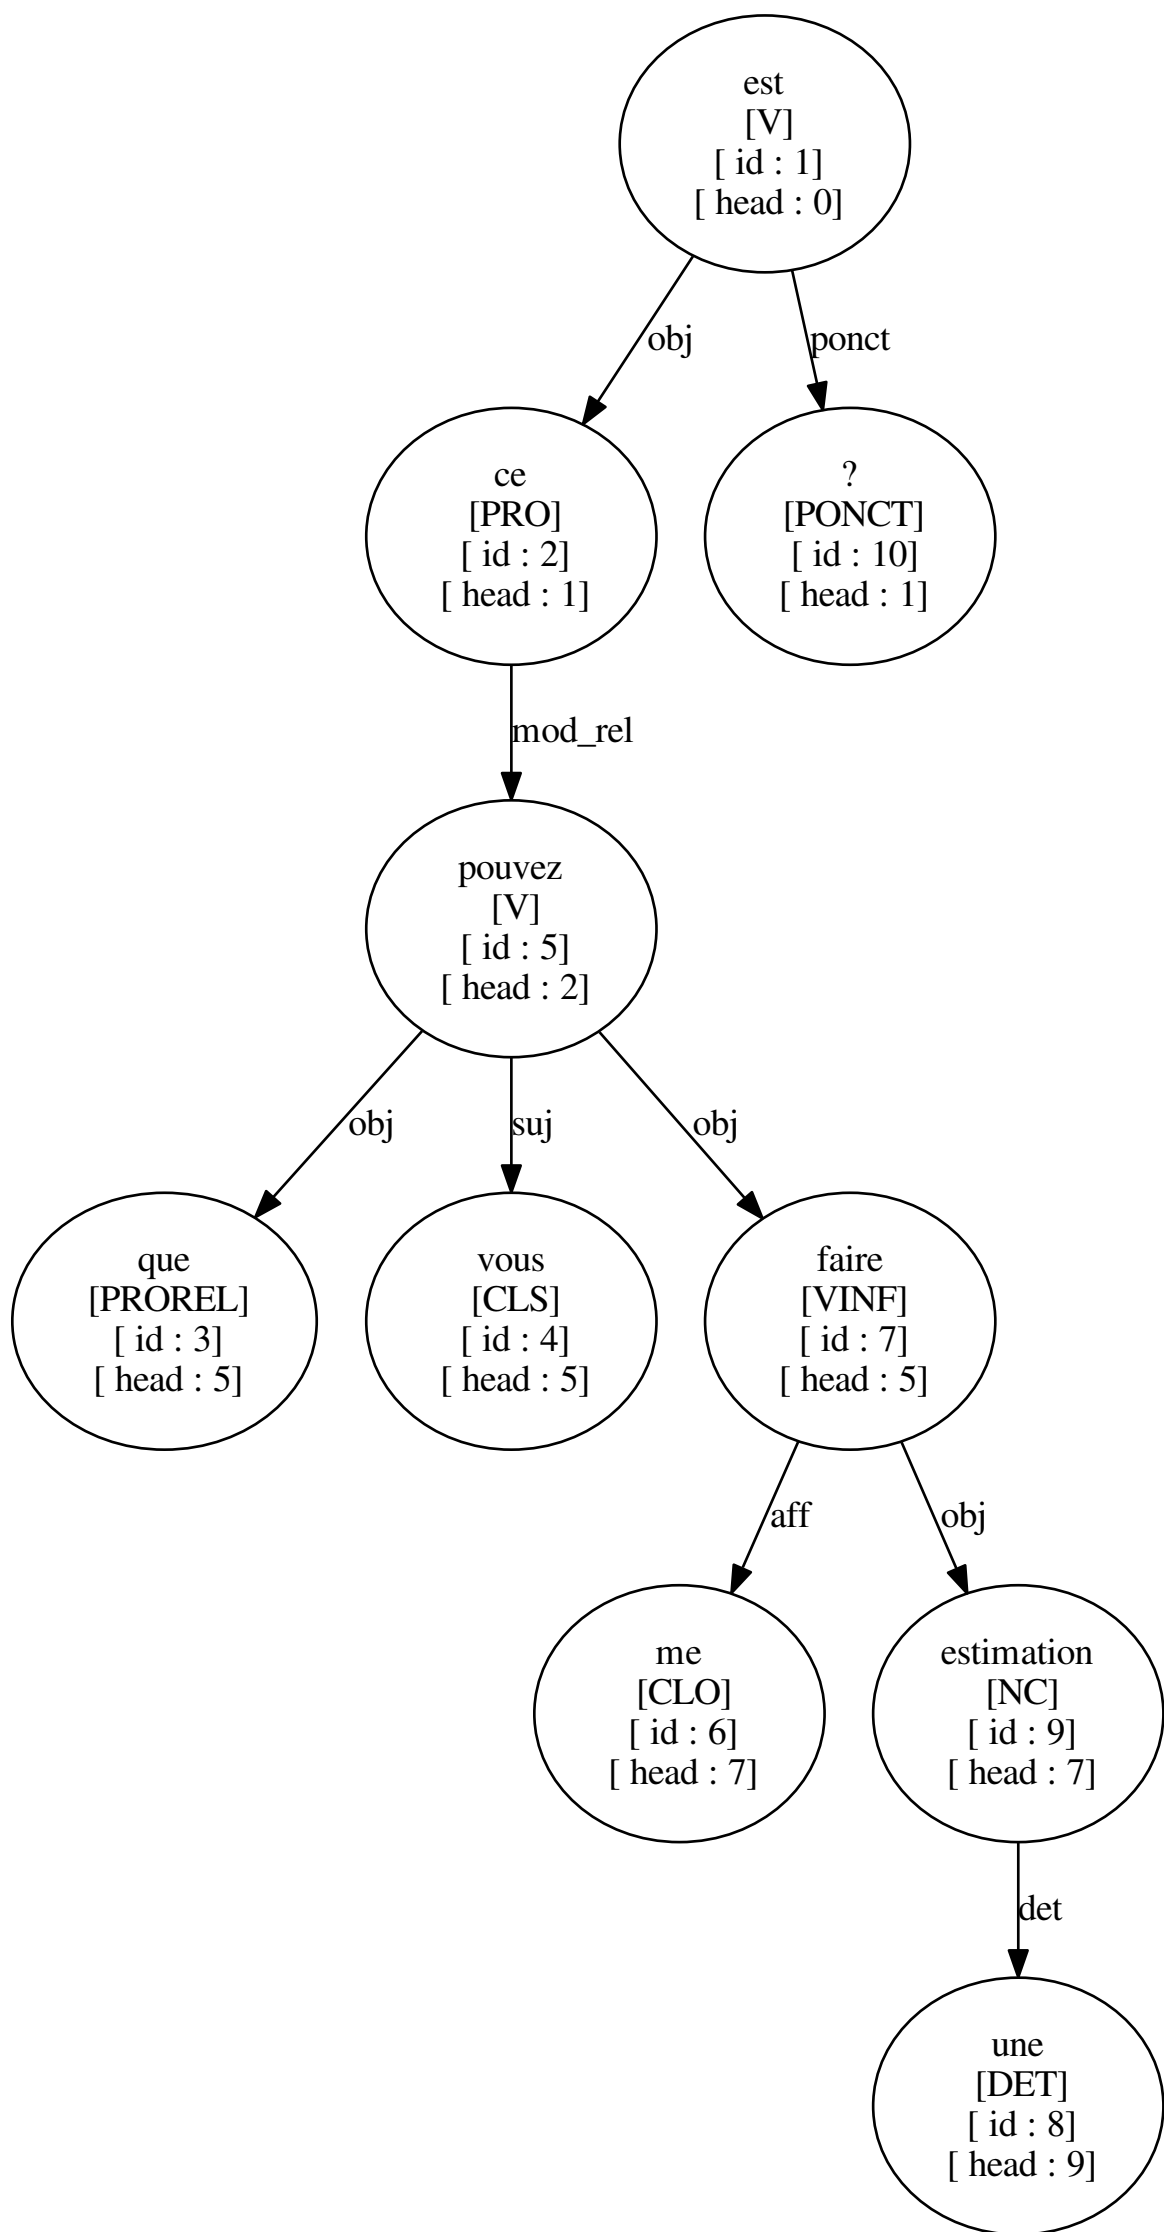 est
[V]
[ id : 1]
[ head : 0]
obj
ponct
ce
[PRO]
[ id : 2]
[ head : 1]
?
[PONCT]
[ id : 10]
[ head : 1]
mod_rel
pouvez
[V]
[ id : 5]
[ head : 2]
obj
suj
obj
que
[PROREL]
[ id : 3]
[ head : 5]
vous
[CLS]
[ id : 4]
[ head : 5]
faire
[VINF]
[ id : 7]
[ head : 5]
aff
obj
me
[CLO]
[ id : 6]
[ head : 7]
estimation
[NC]
[ id : 9]
[ head : 7]
det
une
[DET]
[ id : 8]
[ head : 9]